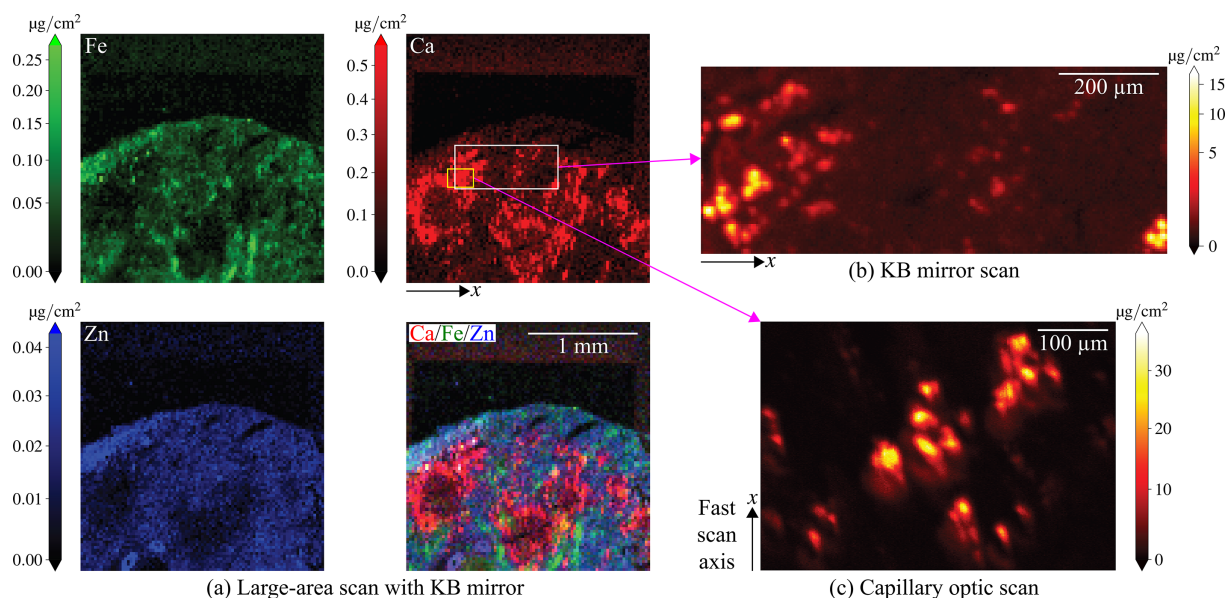 µg/cm²
Fe
0.25
0.20
0.15
0.10
0.05
0.00
µg/cm²
Ca
0.5
0.4
0.3
0.2
0.1
0.0
x
µg/cm²
200 µm
15
10
5
0
x
(b) KB mirror scan
µg/cm²
Zn
0.04
0.03
0.02
0.01
0.00
Ca/Fe/Zn
1 mm
(a) Large-area scan with KB mirror
µg/cm²
100 µm
30
20
10
0
x
Fast
scan
axis
(c) Capillary optic scan